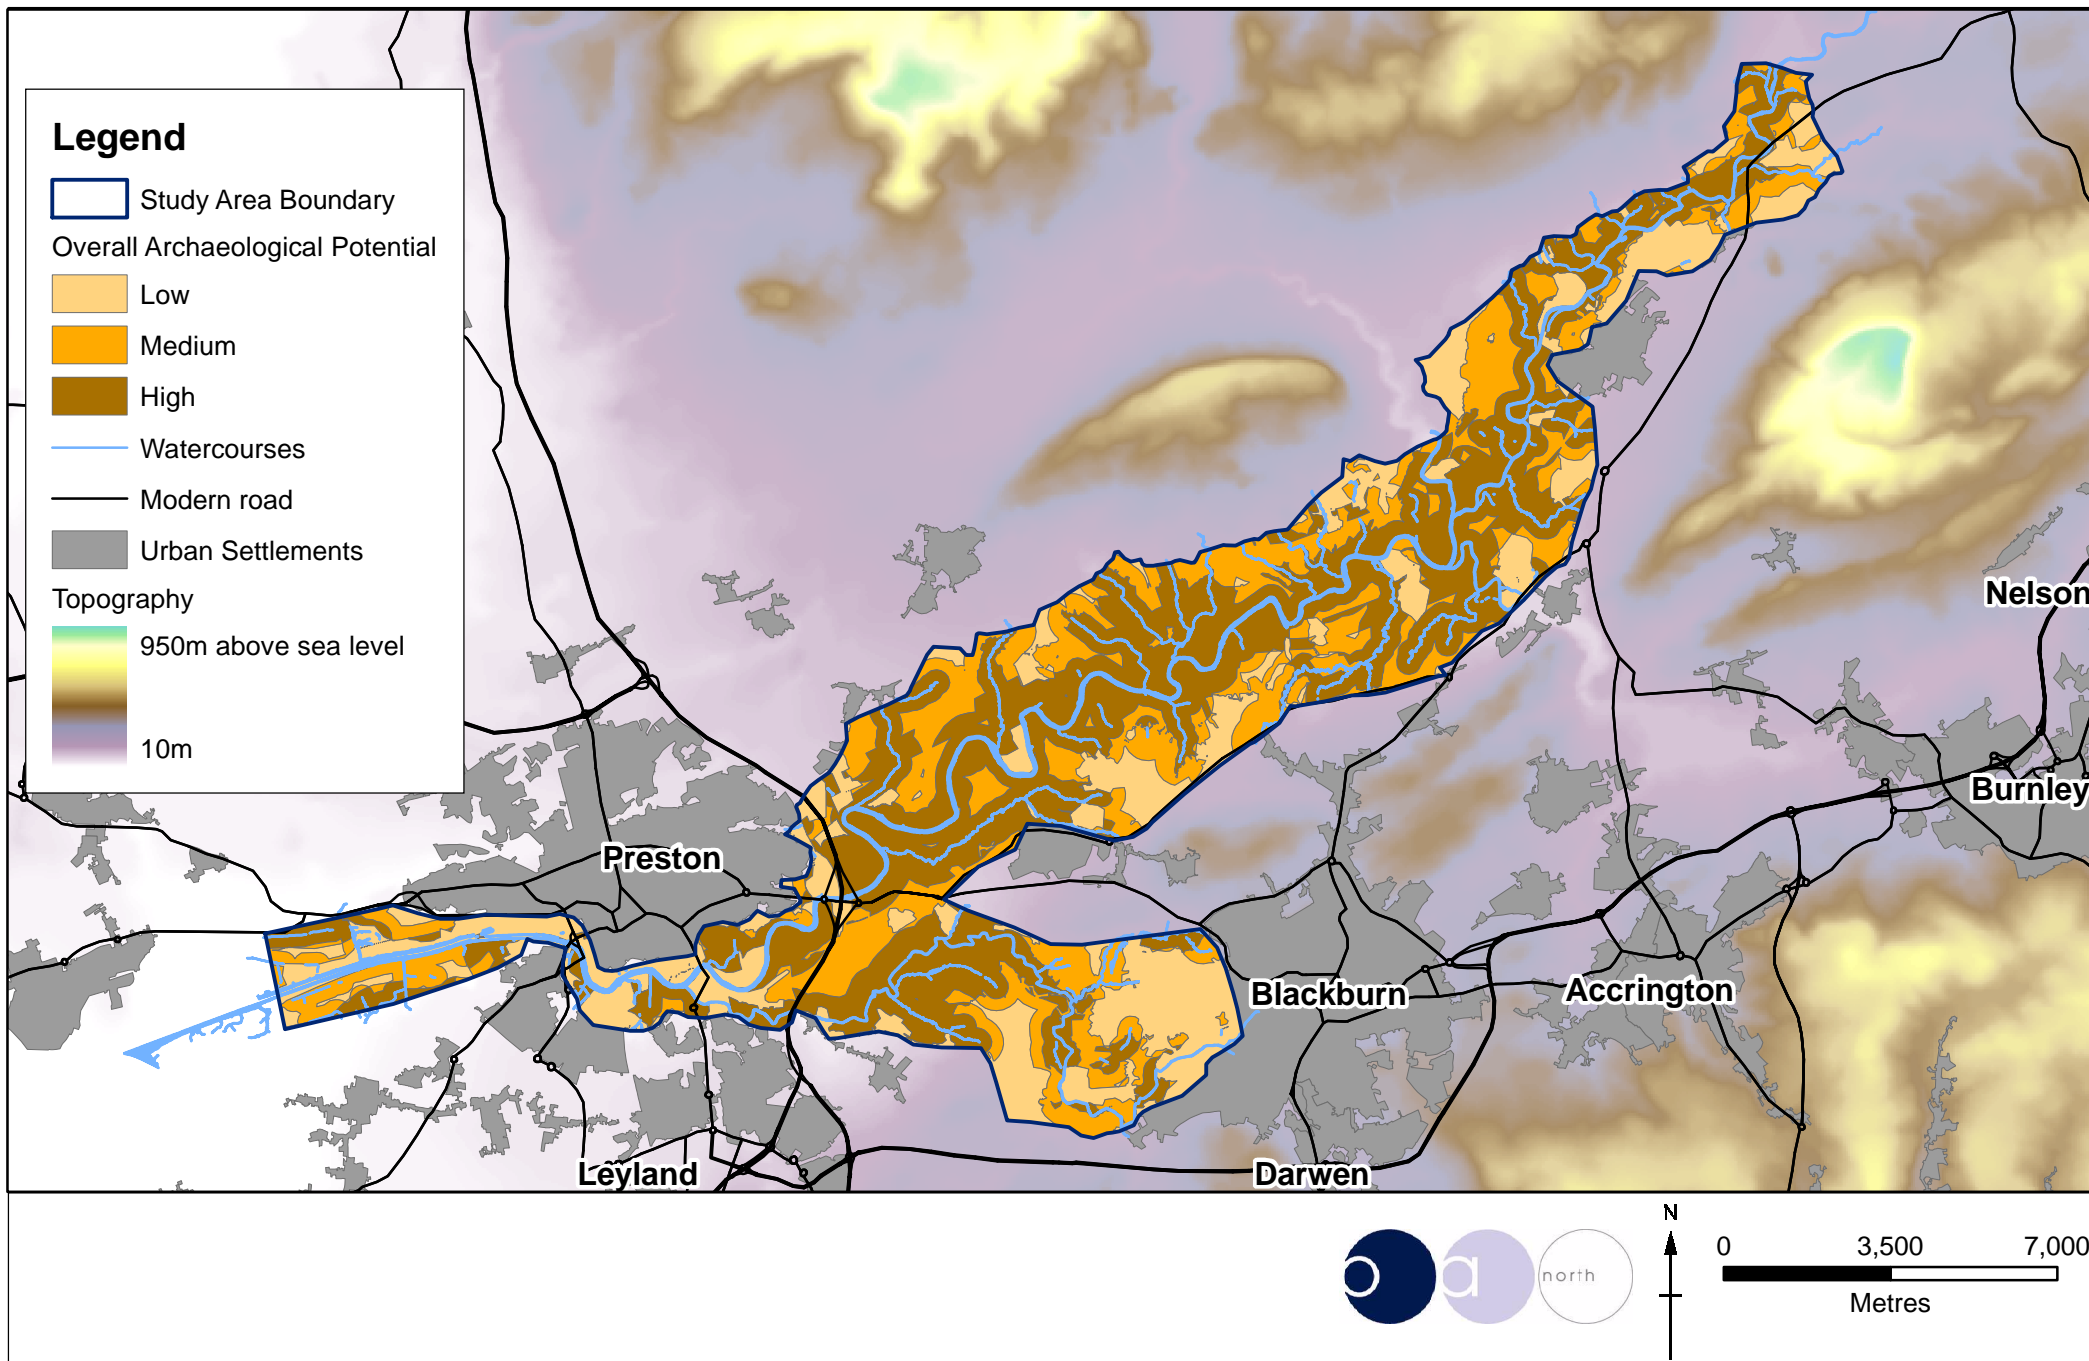 Legend
Study Area Boundary
Overall Archaeological Potential
Low
Medium
High
Watercourses
Modern road
Urban Settlements
Topography
950m above sea level
10m
Nelson
Burnley
Preston
Blackburn
Accrington
Leyland
Darwen
o a north
N
0 3,500 7,000
Metres